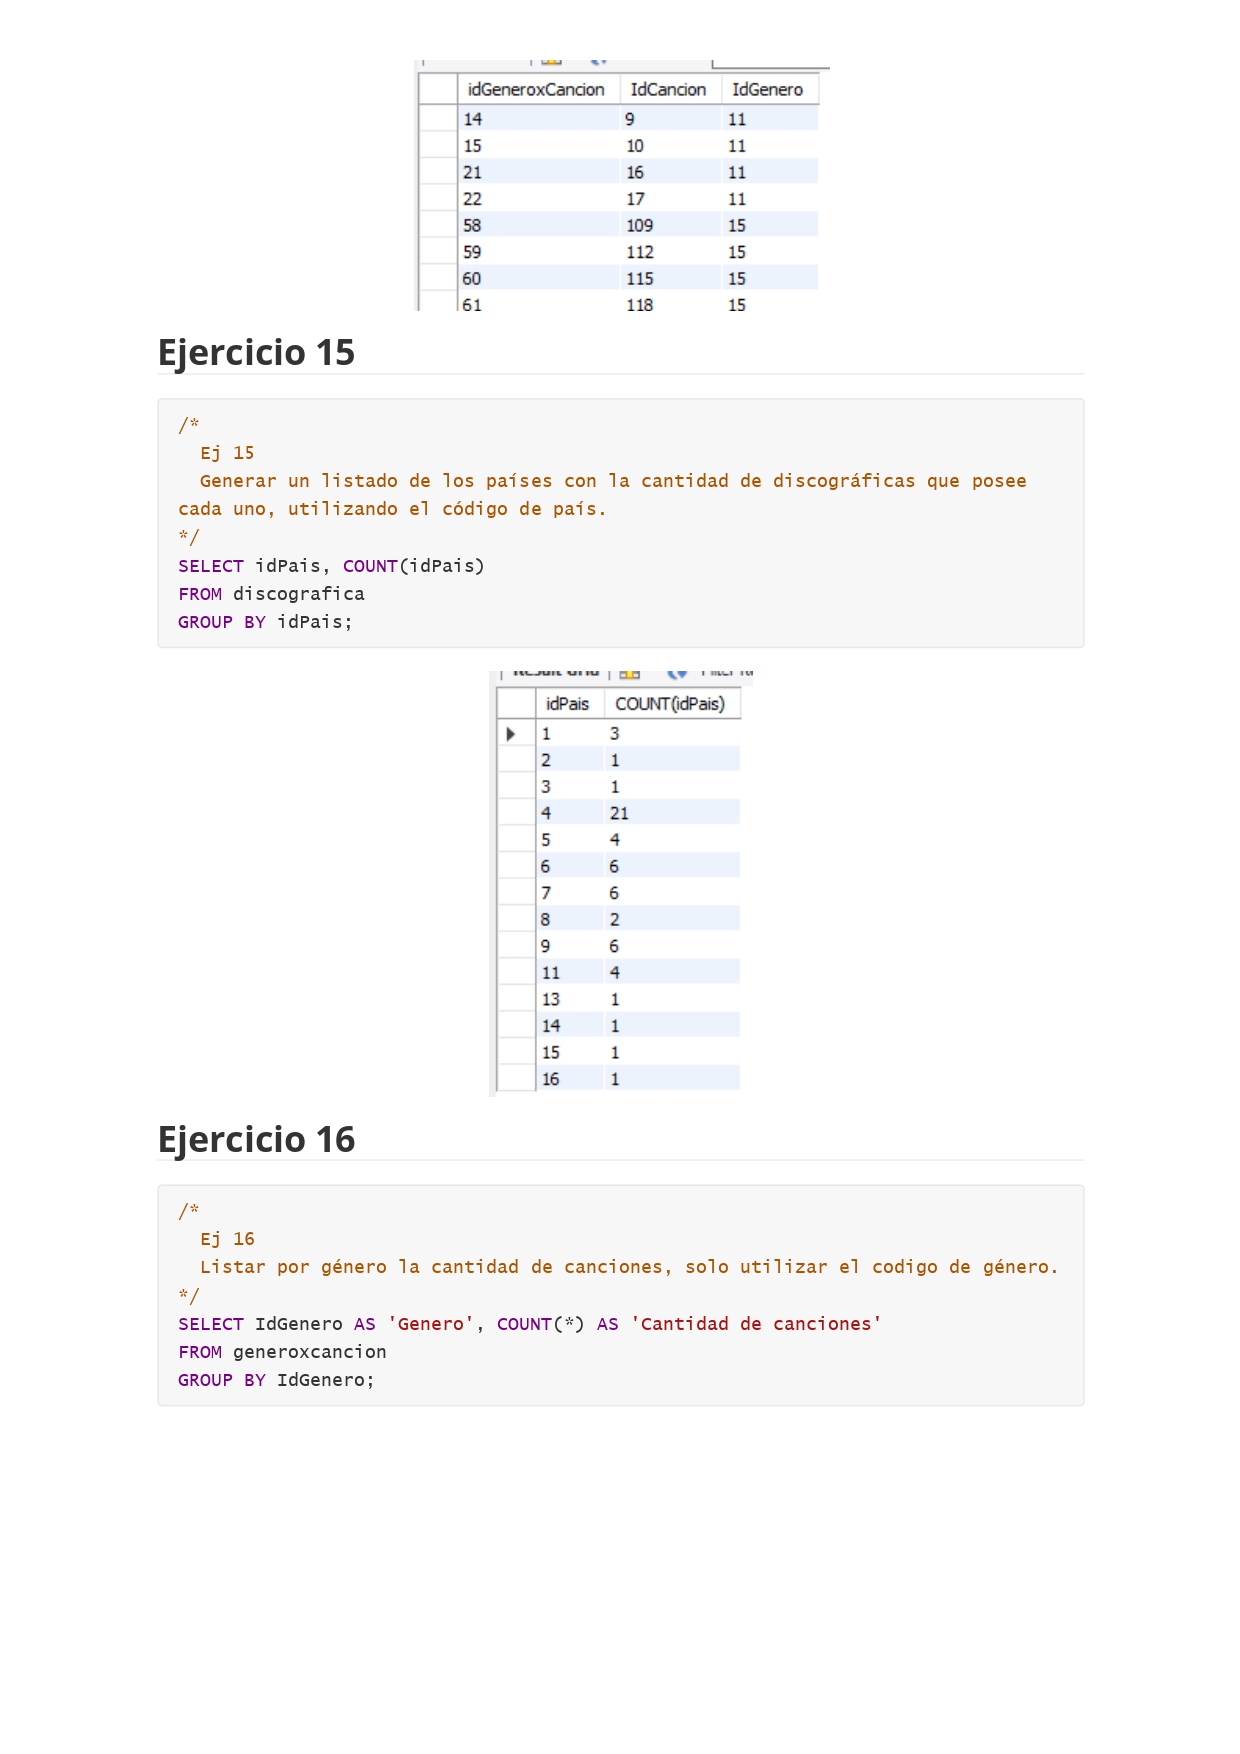 idGeneroxCancion IdCancion IdGenero
14 9 11
15 10 11
21 16 11
22 17 11
58 109 15
59 112 15
60 115 15
61 118 15
Ejercicio 15
/*
Ej 15
Generar un listado de los países con la cantidad de discográficas que posee
cada uno, utilizando el código de país.
*/
SELECT idPais, COUNT(idPais)
FROM discografica
GROUP BY idPais;
idPais COUNT(idPais)
1 3
2 1
3 1
4 21
5 4
6 6
7 6
8 2
9 6
11 4
13 1
14 1
15 1
16 1
Ejercicio 16
/*
Ej 16
Listar por género la cantidad de canciones, solo utilizar el codigo de género.
*/
SELECT IdGenero AS 'Genero', COUNT(*) AS 'Cantidad de canciones'
FROM generoxcancion
GROUP BY IdGenero;